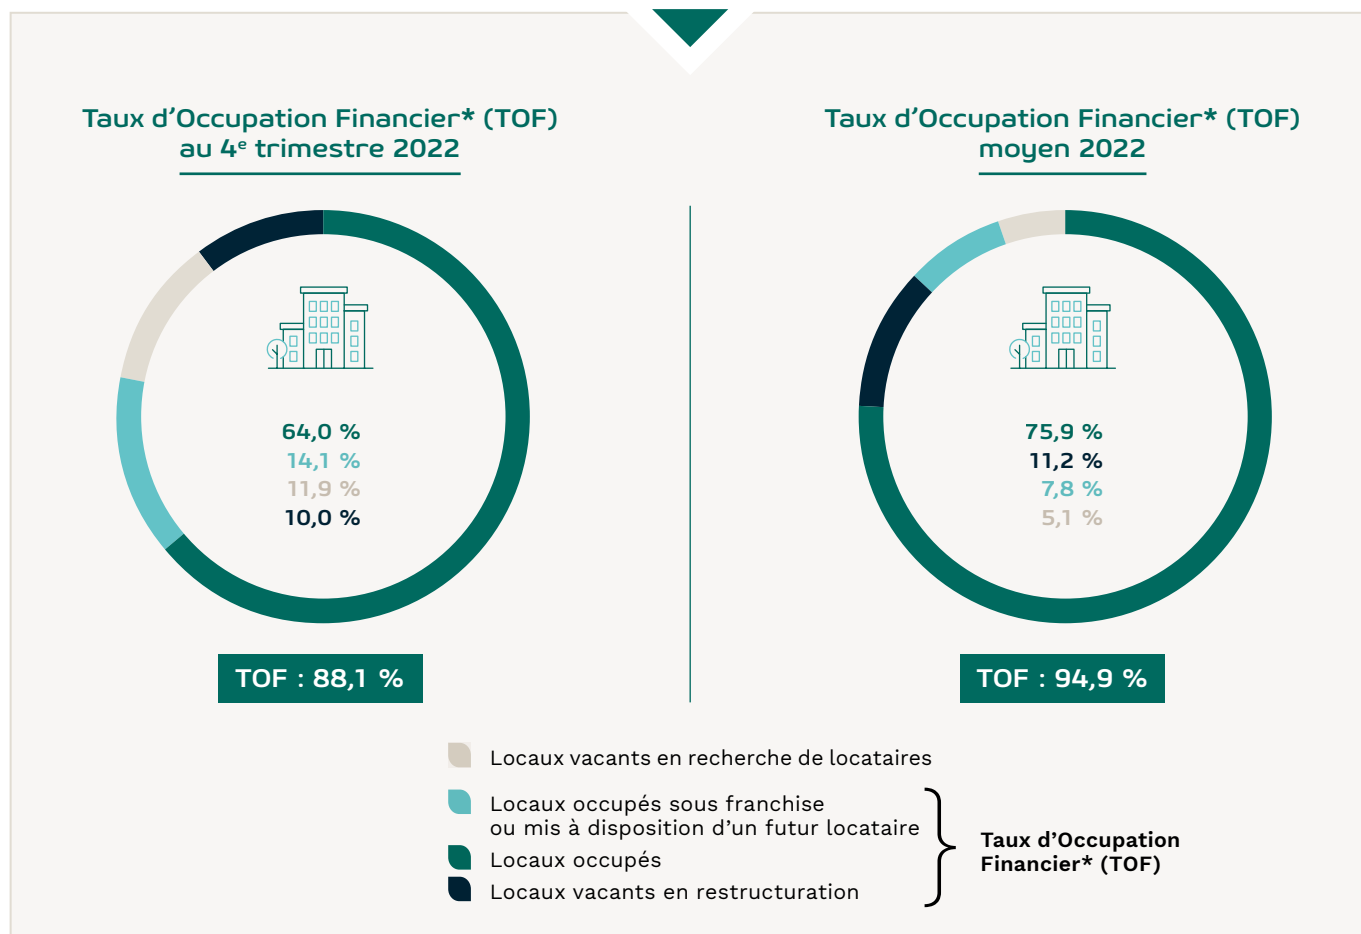 Taux d’Occupation Financier* (TOF)
au 4e trimestre 2022
64,0 %
14,1 %
11,9 %
10,0 %
TOF : 88,1 %
Taux d’Occupation Financier* (TOF)
moyen 2022
75,9 %
11,2 %
7,8 %
5,1 %
TOF : 94,9 %
Locaux vacants en recherche de locataires
Locaux occupés sous franchise
ou mis à disposition d’un futur locataire
Locaux occupés
Locaux vacants en restructuration
Taux d’Occupation
Financier* (TOF)